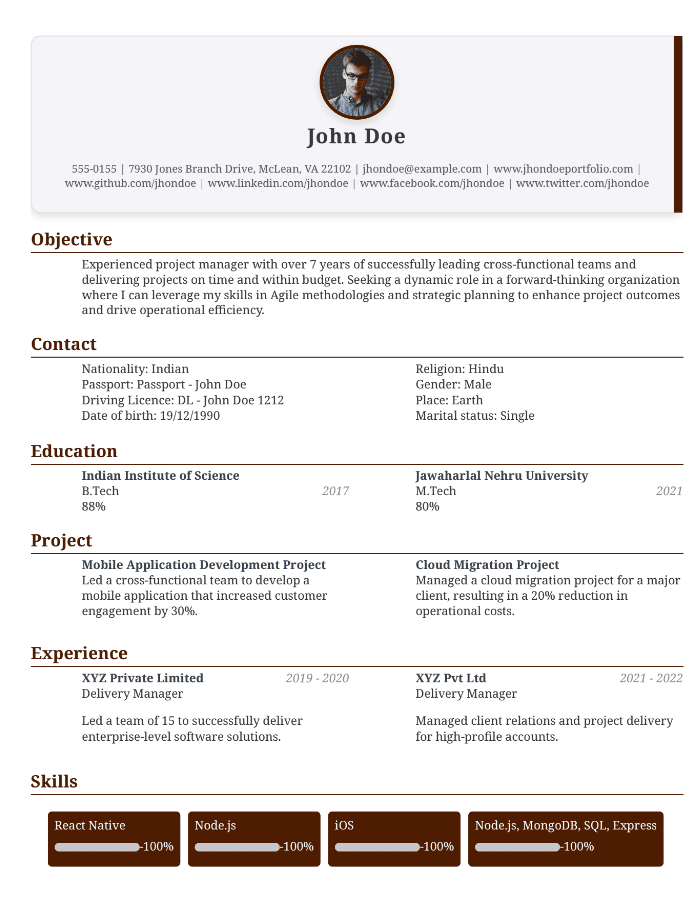 John Doe
555-0155 | 7930 Jones Branch Drive, McLean, VA 22102 | jhondoe@example.com | www.jhondoeportfolio.com |
www.github.com/jhondoe | www.linkedin.com/jhondoe | www.facebook.com/jhondoe | www.twitter.com/jhondoe
Objective
Experienced project manager with over 7 years of successfully leading cross-functional teams and
delivering projects on time and within budget. Seeking a dynamic role in a forward-thinking organization
where I can leverage my skills in Agile methodologies and strategic planning to enhance project outcomes
and drive operational efficiency.
Contact
Nationality: Indian
Passport: Passport - John Doe
Driving Licence: DL - John Doe 1212
Date of birth: 19/12/1990
Religion: Hindu
Gender: Male
Place: Earth
Marital status: Single
Education
Indian Institute of Science
B.Tech 2017
88%
Jawaharlal Nehru University
M.Tech 2021
80%
Project
Mobile Application Development Project
Led a cross-functional team to develop a
mobile application that increased customer
engagement by 30%.
Cloud Migration Project
Managed a cloud migration project for a major
client, resulting in a 20% reduction in
operational costs.
Experience
XYZ Private Limited 2019 - 2020
Delivery Manager
Led a team of 15 to successfully deliver
enterprise-level software solutions.
XYZ Pvt Ltd 2021 - 2022
Delivery Manager
Managed client relations and project delivery
for high-profile accounts.
Skills
React Native
-100%
Node.js
-100%
iOS
-100%
Node.js, MongoDB, SQL, Express
-100%